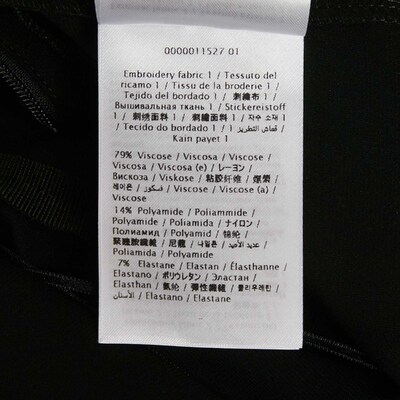 0000011527 01
Embroidery fabric 1 / Tessuto del
ricamo 1 / Tissu de la broderie 1 /
Tejido del bordado 1 / 刺繍布 1 /
Вышивальная ткань 1 / Stickereistoff
1 / 刺绣面料 1 / 刺繡面料 1 / 자수 소재 1
/ Tecido do bordado 1 / قماش التطريز 1 /
Kain payet 1
79% Viscose / Viscosa / Viscose /
Viscosa / Viscosa (e) / レーヨン /
Вискоза / Viskose / 粘胶纤维 / 嫘縈 /
레이온 / فسكوز / Viscose / Viscose (a) /
Viscose
14% Polyamide / Poliammide /
Polyamide / Poliamida / ナイロン /
Полиамид / Polyamid / 锦纶 /
聚醯胺纖維 / 尼龍 / 나일론 / عديد الأميد /
Poliamida / Polyamide
7% Elastane / Elastan / Élasthanne /
Elastano / ポリウレタン / Эластан /
Elasthan / 氨纶 / 彈性纖維 / 폴리우레탄
/ الأستان / Elastano / Elastane